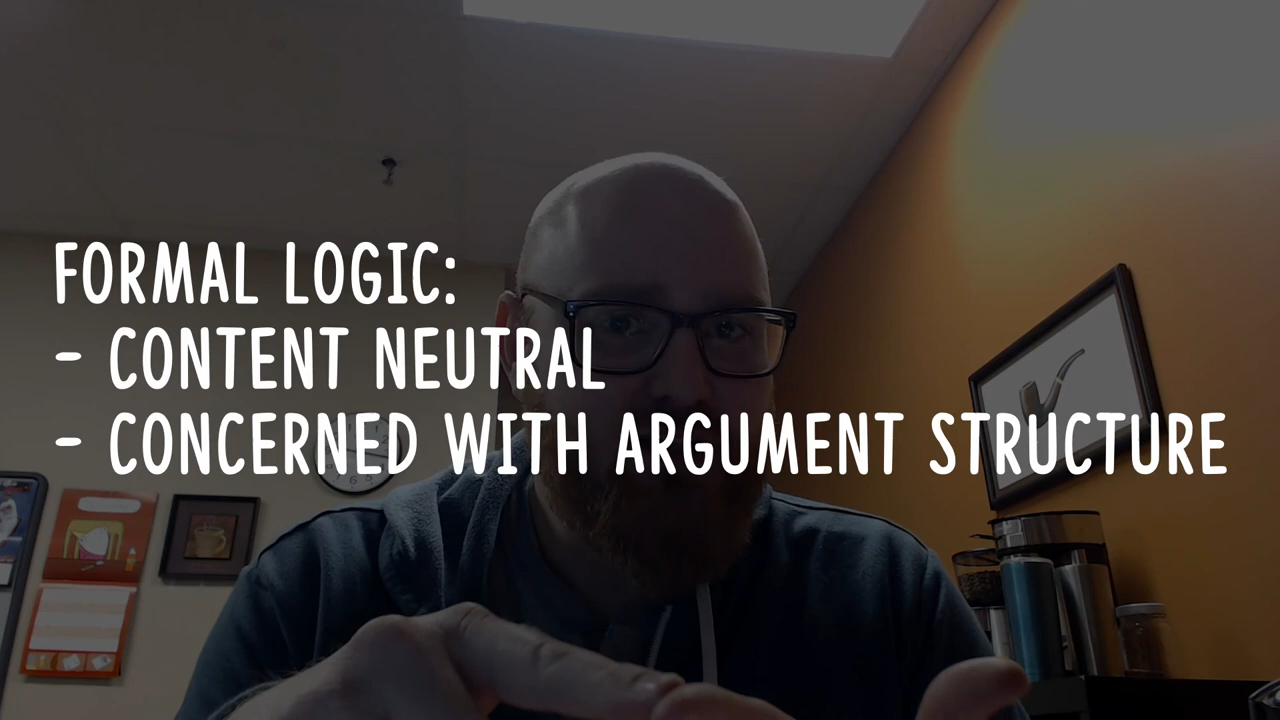 FORMAL LOGIC:
- CONTENT NEUTRAL
- CONCERNED WITH ARGUMENT STRUCTURE